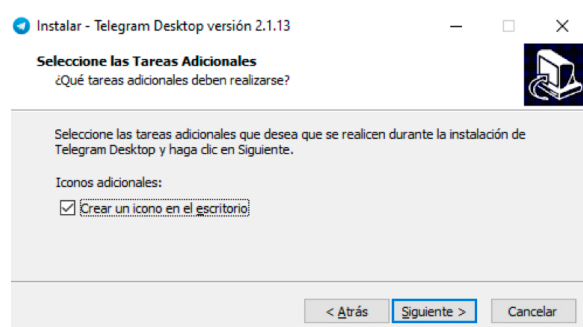 Instalar - Telegram Desktop versión 2.1.13
Seleccione las Tareas Adicionales
¿Qué tareas adicionales deben realizarse?
Seleccione las tareas adicionales que desea que se realicen durante la instalación de
Telegram Desktop y haga clic en Siguiente.
Iconos adicionales:
Crear un icono en el escritorio
< Atrás
Siguiente >
Cancelar